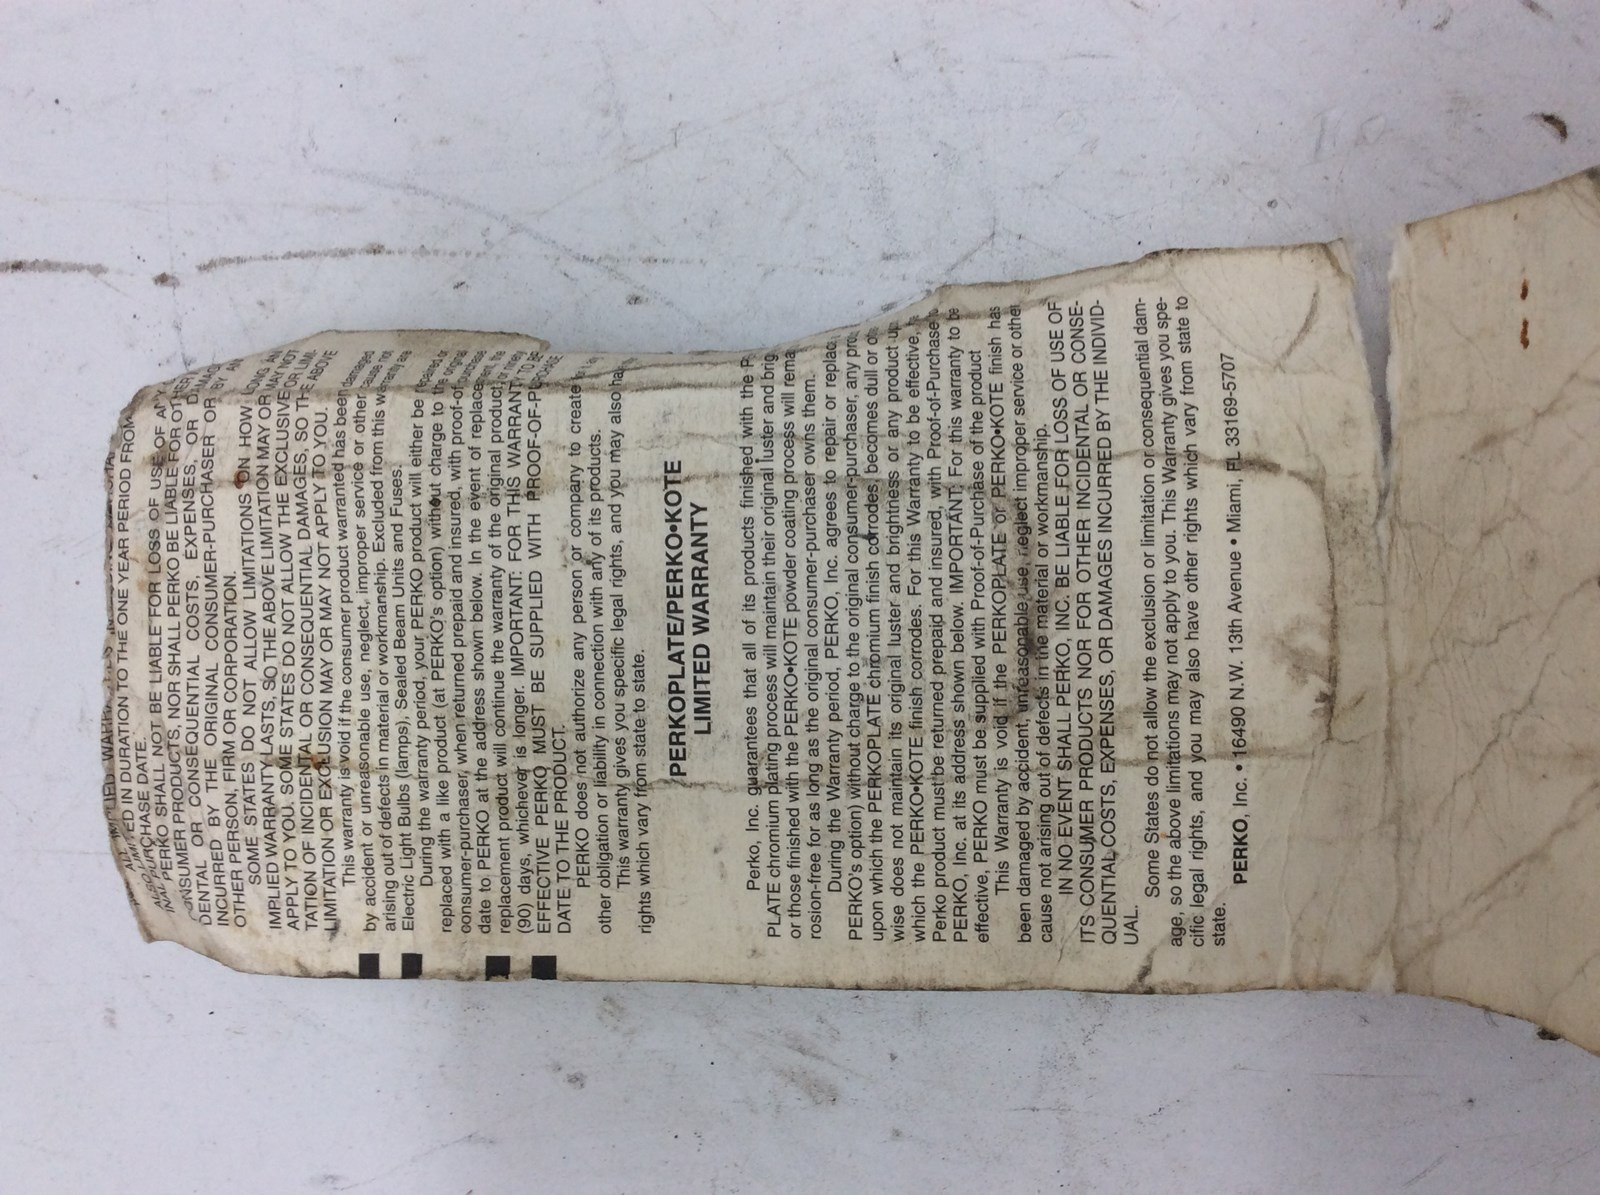 ALL
LIMITED IN DURATION TO THE ONE YEAR PERIOD FROM
PURCHASE DATE.
PERKO SHALL NOT BE LIABLE FOR LOSS OF USE OF ANY
CONSUMER PRODUCTS, NOR SHALL PERKO BE LIABLE FOR OTHER
DENTAL OR CONSEQUENTIAL COSTS, EXPENSES, OR
INCURRED BY THE ORIGINAL CONSUMER-PURCHASER OR BY AN
OTHER PERSON, FIRM OR CORPORATION.
SOME STATES DO NOT ALLOW LIMITATIONS ON HOW LONG AN
IMPLIED WARRANTY LASTS, SO THE ABOVE LIMITATION MAY OR MAY NOT
APPLY TO YOU. SOME STATES DO NOT ALLOW THE EXCLUSIVE OR LIMI-
TATION OF INCIDENTAL OR CONSEQUENTIAL DAMAGES, SO THE ABOVE
LIMITATION OR EXCLUSION MAY OR MAY NOT APPLY TO YOU.
This warranty is void if the consumer product warranted has been damaged
by accident or unreasonable use, neglect, improper service or other cause not
arising out of defects in material or workmanship. Excluded from this warranty are
Electric Light Bulbs (lamps), Sealed Beam Units and Fuses.
During the warranty period, your PERKO product will either be repaired or
replaced with a like product (at PERKO's option) without charge to the original
consumer-purchaser, when returned prepaid and insured, with proof-of-purchase
date to PERKO at the address shown below. In the event of replace
replacement product will continue the warranty of the original product,
(90) days, whichever is longer. IMPORTANT: FOR THIS WARRANTY TO BE
EFFECTIVE PERKO MUST BE SUPPLIED WITH PROOF-OF-PURCHASE
DATE TO THE PRODUCT.
PERKO does not authorize any person or company to create
other obligation or liability in connection with any of its products.
This warranty gives you specific legal rights, and you may also ha
rights which vary from state to state.
PERKOPLATE/PERKO•KOTE
LIMITED WARRANTY
Perko, Inc. guarantees that all of its products finished with the
PLATE chromium plating process will maintain their original luster and brig
or those finished with the PERKO•KOTE powder coating process will rema
rosion-free for as long as the original consumer-purchaser owns them.
During the Warranty period, PERKO, Inc. agrees to repair or replac
PERKO's option) without charge to the original consumer-purchaser, any pro
upon which the PERKOPLATE chromium finish corrodes, becomes dull or
wise does not maintain its original luster and brightness or any product up
which the PERKO•KOTE finish corrodes. For this Warranty to be effective,
Perko product must be returned prepaid and insured, with Proof-of-Purchase
PERKO, Inc. at its address shown below. IMPORTANT: For this warranty to be
effective, PERKO must be supplied with Proof-of-Purchase of the product
This Warranty is void if the PERKOPLATE or PERKO•KOTE finish has
been damaged by accident, unreasonable use, neglect improper service or other
cause not arising out of defects in the material or workmanship.
IN NO EVENT SHALL PERKO, INC. BE LIABLE FOR LOSS OF USE OF
ITS CONSUMER PRODUCTS NOR FOR OTHER INCIDENTAL OR CONSE-
QUENTIAL COSTS, EXPENSES, OR DAMAGES INCURRED BY THE INDIVID-
UAL.
Some States do not allow the exclusion or limitation or consequential dam-
age, so the above limitations may not apply to you. This Warranty gives you spe-
cific legal rights, and you may also have other rights which vary from state to
state.
PERKO, Inc. • 16490 N.W. 13th Avenue • Miami, FL 33169-5707